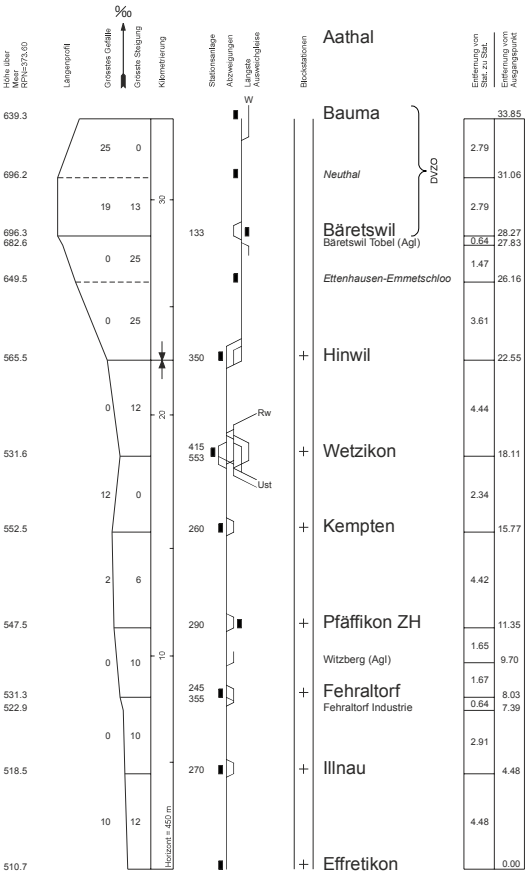 ‰
Höhe über
Meer
RPN=373.60
Längenprofil
Grösstes Gefälle
Grösste Steigung
Kilometrierung
Stationsanlage
Abzweigungen
Längste
Ausweichgleise
Blockstationen
Aathal
Entfernung von
Stat. zu Stat.
Entfernung vom
Ausgangspunkt
W
639.3 Bauma 33.85
25 0 2.79
DVZO
696.2 Neuthal 31.06
30
19 13 2.79
696.3 133 Bäretswil 28.27
682.6 Bäretswil Tobel (Agl) 0.64 27.83
0 25 1.47
649.5 Ettenhausen-Emmetschloo 26.16
0 25 3.61
565.5 350 + Hinwil 22.55
0 12 20 Rw 4.44
531.6 415 553 + Wetzikon 18.11
12 0 Ust 2.34
552.5 260 + Kempten 15.77
2 6 4.42
547.5 290 + Pfäffikon ZH 11.35
10 1.65
0 10 Witzberg (Agl) 9.70
1.67
531.3 245 + Fehraltorf 8.03
522.9 355 Fehraltorf Industrie 0.64 7.39
0 10 2.91
518.5 270 + Illnau 4.48
10 12 4.48
Horizont = 450 m
510.7 + Effretikon 0.00